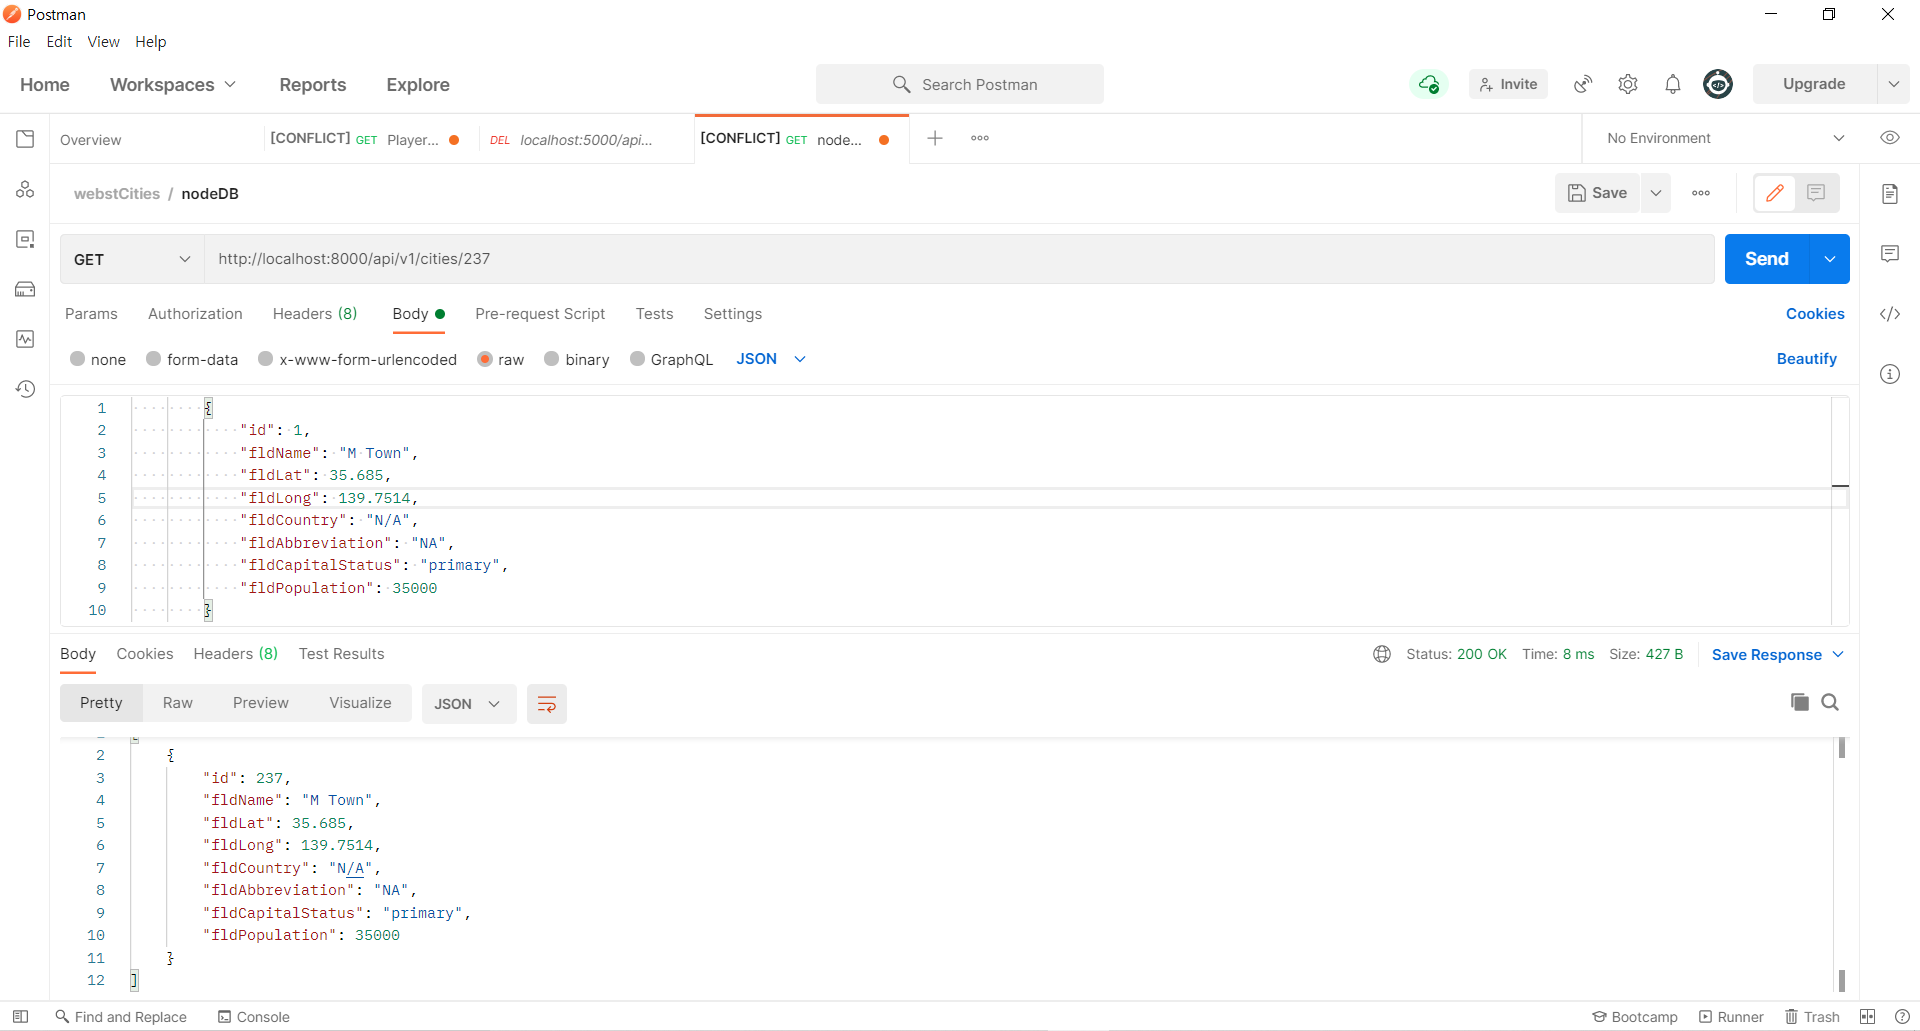 Postman
File Edit View Help
Home Workspaces Reports Explore Search Postman Invite Upgrade
Overview [CONFLICT] GET Player... DEL localhost:5000/api... [CONFLICT] GET node... No Environment
webstCities / nodeDB Save
GET http://localhost:8000/api/v1/cities/237 Send
Params Authorization Headers (8) Body Pre-request Script Tests Settings Cookies
none form-data x-www-form-urlencoded raw binary GraphQL JSON Beautify
1 {
2 "id": 1,
3 "fldName": "M Town",
4 "fldLat": 35.685,
5 "fldLong": 139.7514,
6 "fldCountry": "N/A",
7 "fldAbbreviation": "NA",
8 "fldCapitalStatus": "primary",
9 "fldPopulation": 35000
10 }
Body Cookies Headers (8) Test Results Status: 200 OK Time: 8 ms Size: 427 B Save Response
Pretty Raw Preview Visualize JSON
2 {
3 "id": 237,
4 "fldName": "M Town",
5 "fldLat": 35.685,
6 "fldLong": 139.7514,
7 "fldCountry": "N/A",
8 "fldAbbreviation": "NA",
9 "fldCapitalStatus": "primary",
10 "fldPopulation": 35000
11 }
12 ]
Find and Replace Console Bootcamp Runner Trash